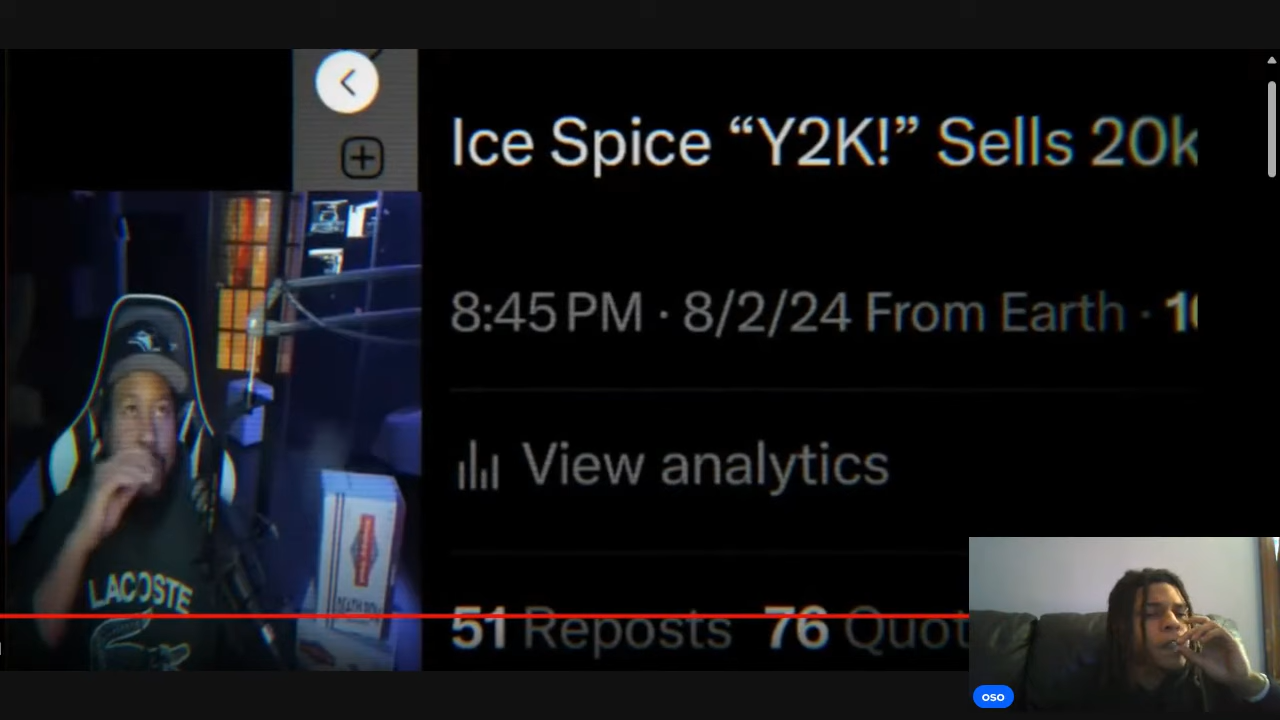 Ice Spice “Y2K!” Sells 20k
8:45 PM · 8/2/24 From Earth ·
View analytics
51 Reposts 76 Quot
LACOSTE
oso